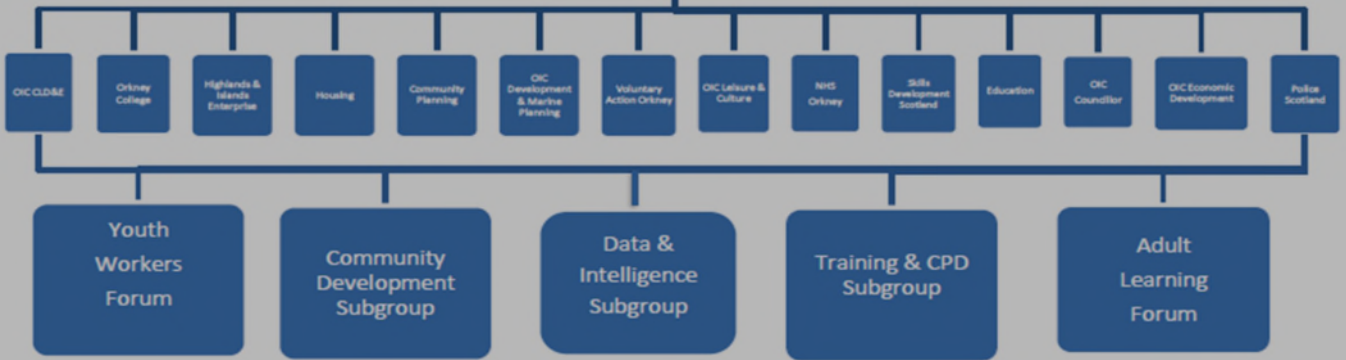 OIC CLD&E
Orkney
College
Highlands &
Islands
Enterprise
Housing
Community
Planning
OIC
Development
& Marine
Planning
Voluntary
Action Orkney
OIC Leisure &
Culture
NHS
Orkney
Skills
Development
Scotland
Education
OIC
Councillor
OIC Economic
Development
Police
Scotland
Youth
Workers
Forum
Community
Development
Subgroup
Data &
Intelligence
Subgroup
Training & CPD
Subgroup
Adult
Learning
Forum